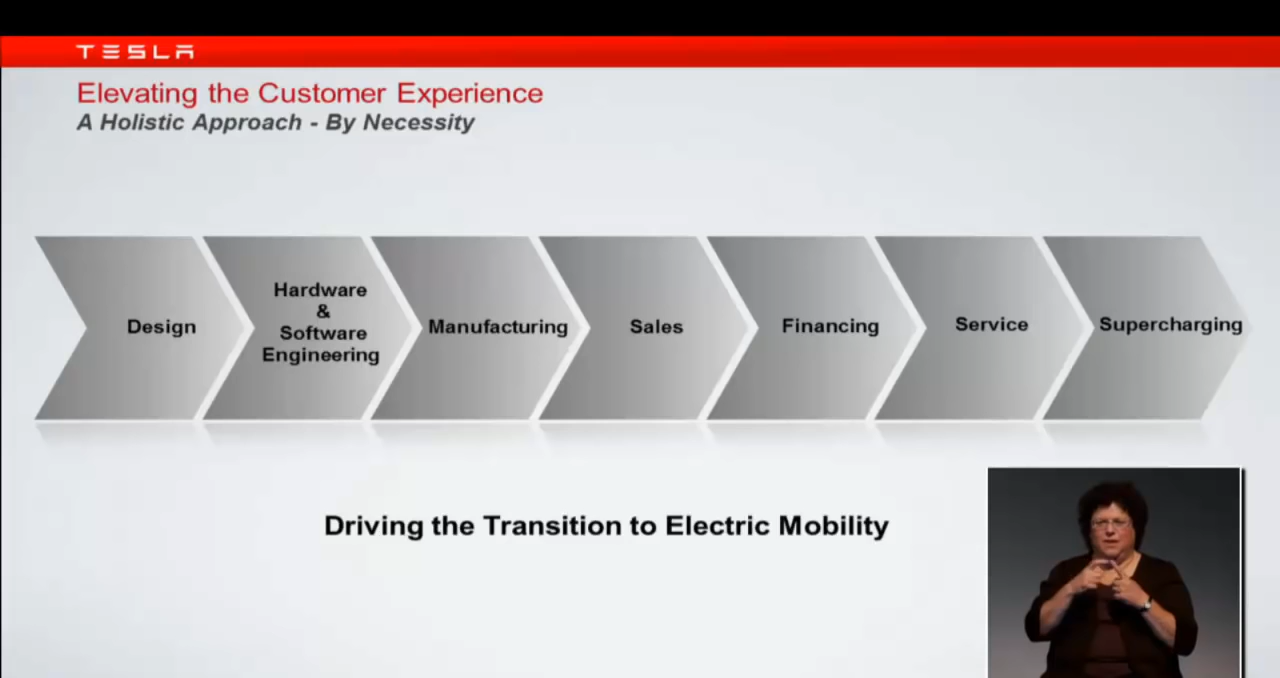 TESLA
Elevating the Customer Experience
A Holistic Approach - By Necessity
Design
Hardware
&
Software
Engineering
Manufacturing
Sales
Financing
Service
Supercharging
Driving the Transition to Electric Mobility